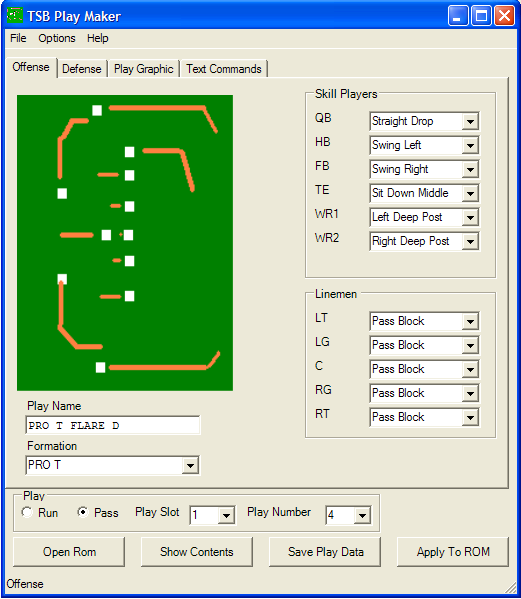 TSB Play Maker
File Options Help
Offense Defense Play Graphic Text Commands
Skill Players
QB Straight Drop
HB Swing Left
FB Swing Right
TE Sit Down Middle
WR1 Left Deep Post
WR2 Right Deep Post
Linemen
LT Pass Block
LG Pass Block
C Pass Block
RG Pass Block
RT Pass Block
Play Name
PRO T FLARE D
Formation
PRO T
Play
Run Pass Play Slot 1 Play Number 4
Open Rom Show Contents Save Play Data Apply To ROM
Offense